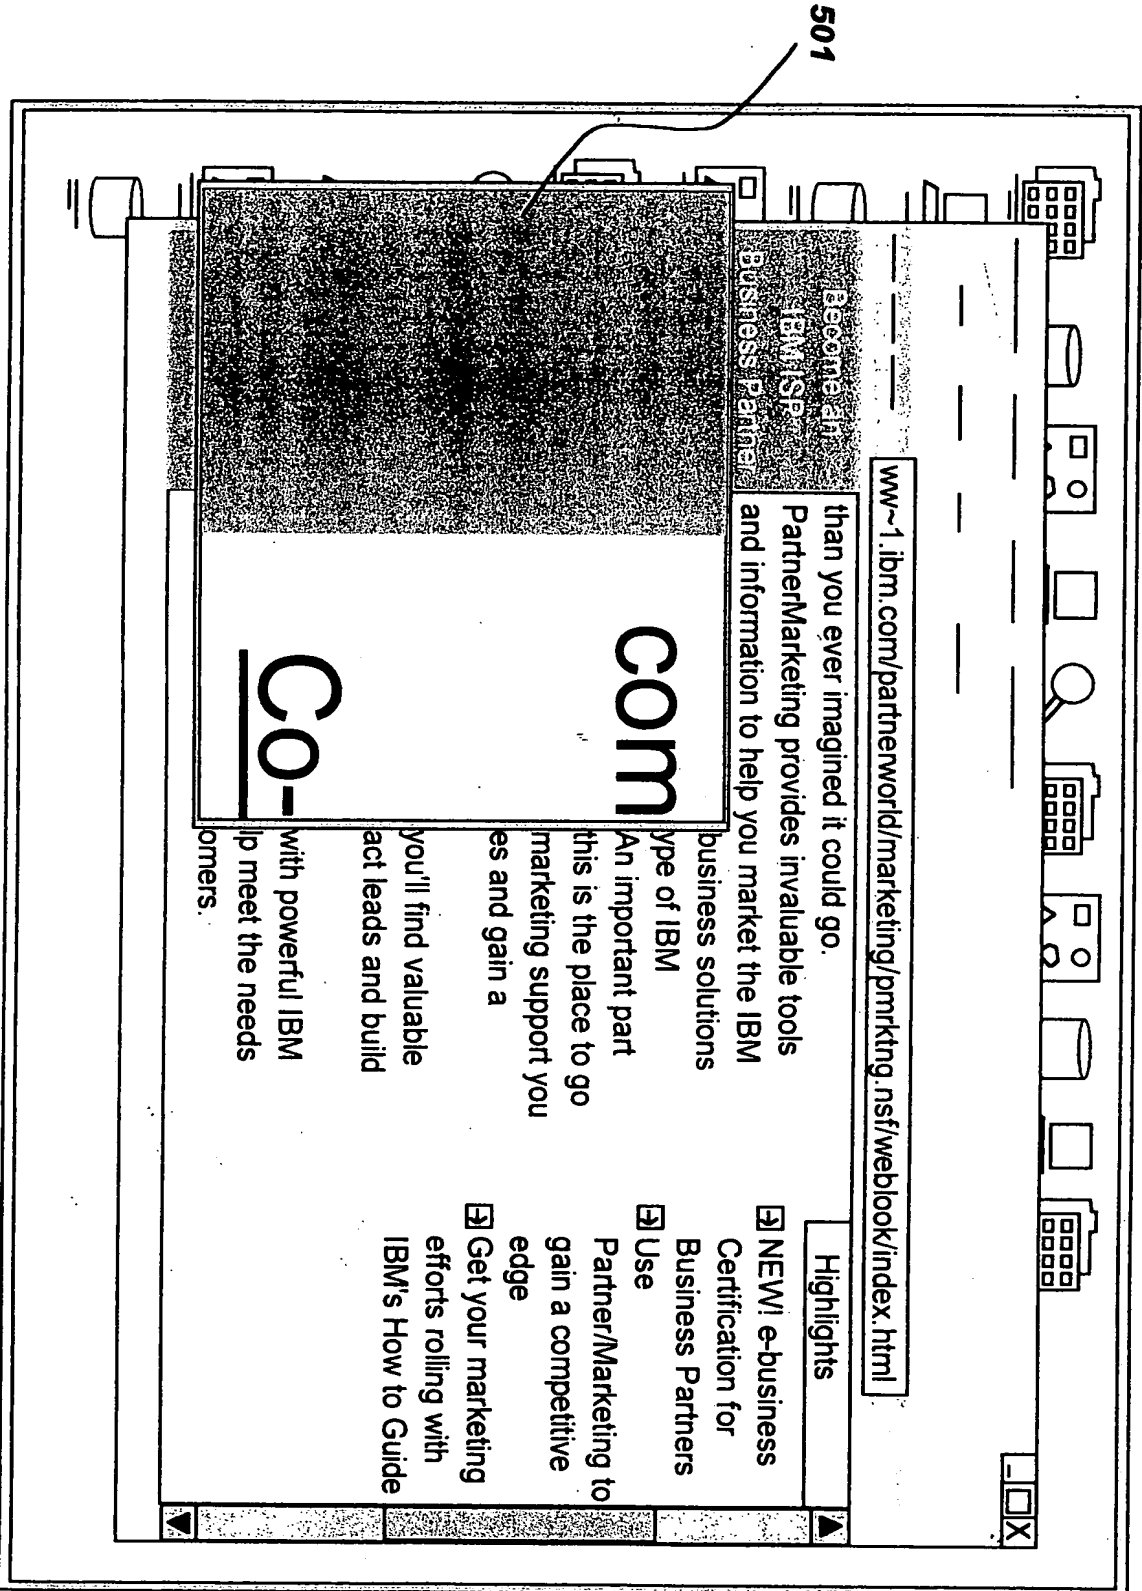 501
ww~1.ibm.com/partnerworld/marketing/pmrktng.nsf/weblook/index.html
Become an
IBM ISP
Business Partner
than you ever imagined it could go.
PartnerMarketing provides invaluable tools
and information to help you market the IBM
business solutions
ype of IBM
An important part
this is the place to go
marketing support you
es and gain a
you'll find valuable
act leads and build
with powerful IBM
lp meet the needs
omers.
com
Co-
Highlights
NEW! e-business
Certification for
Business Partners
Use
Partner/Marketing to
gain a competitive
edge
Get your marketing
efforts rolling with
IBM's How to Guide